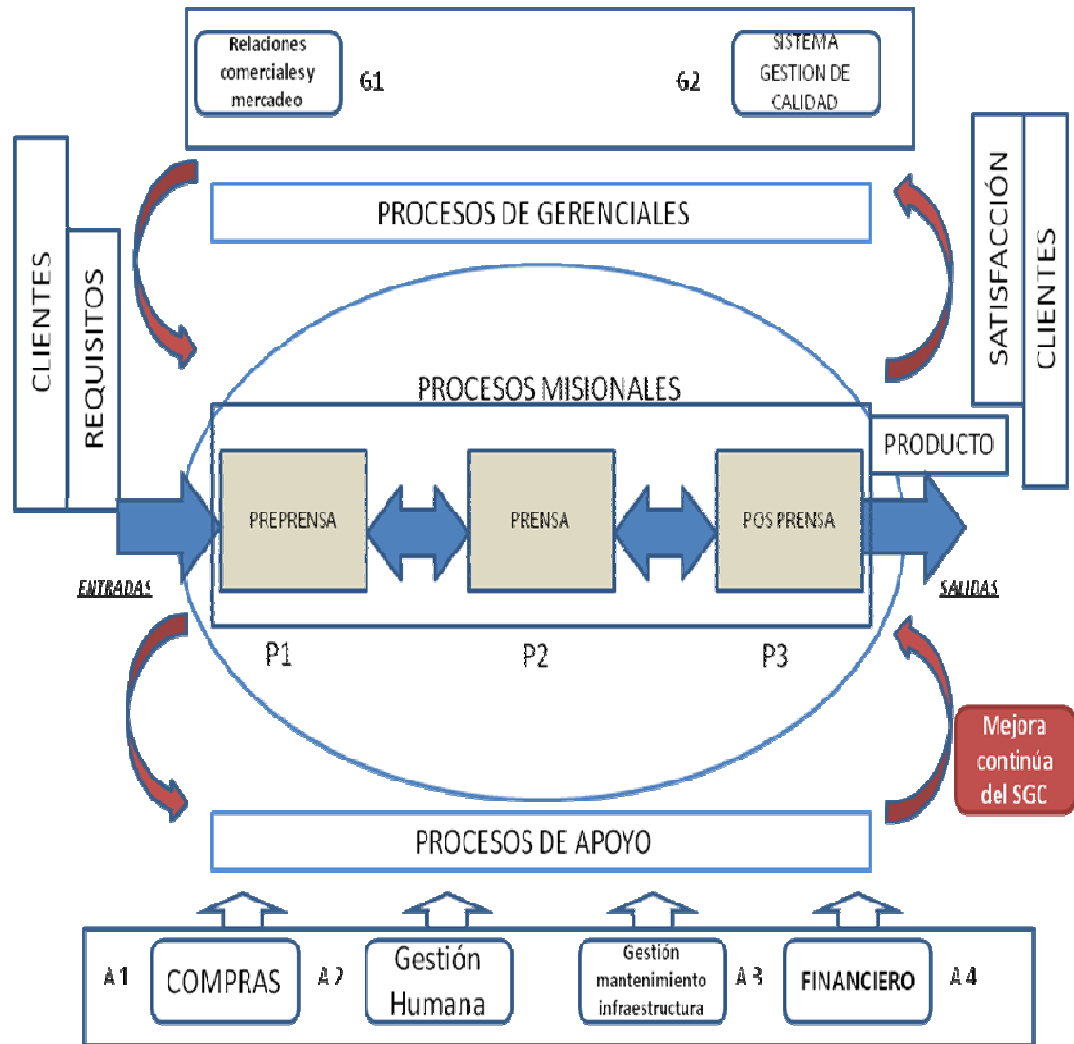 Relaciones
comerciales y
mercadeo
G1
G2
SISTEMA
GESTION DE
CALIDAD
CLIENTES
REQUISITOS
PROCESOS DE GERENCIALES
SATISFACCIÓN
CLIENTES
PROCESOS MISIONALES
PRODUCTO
PREPRENSA
PRENSA
POS PRENSA
ENTRADAS
SALIDAS
P1
P2
P3
Mejora
continúa
del SGC
PROCESOS DE APOYO
A1
COMPRAS
A2
Gestión
Humana
Gestión
mantenimiento
infraestructura
A3
FINANCIERO
A4